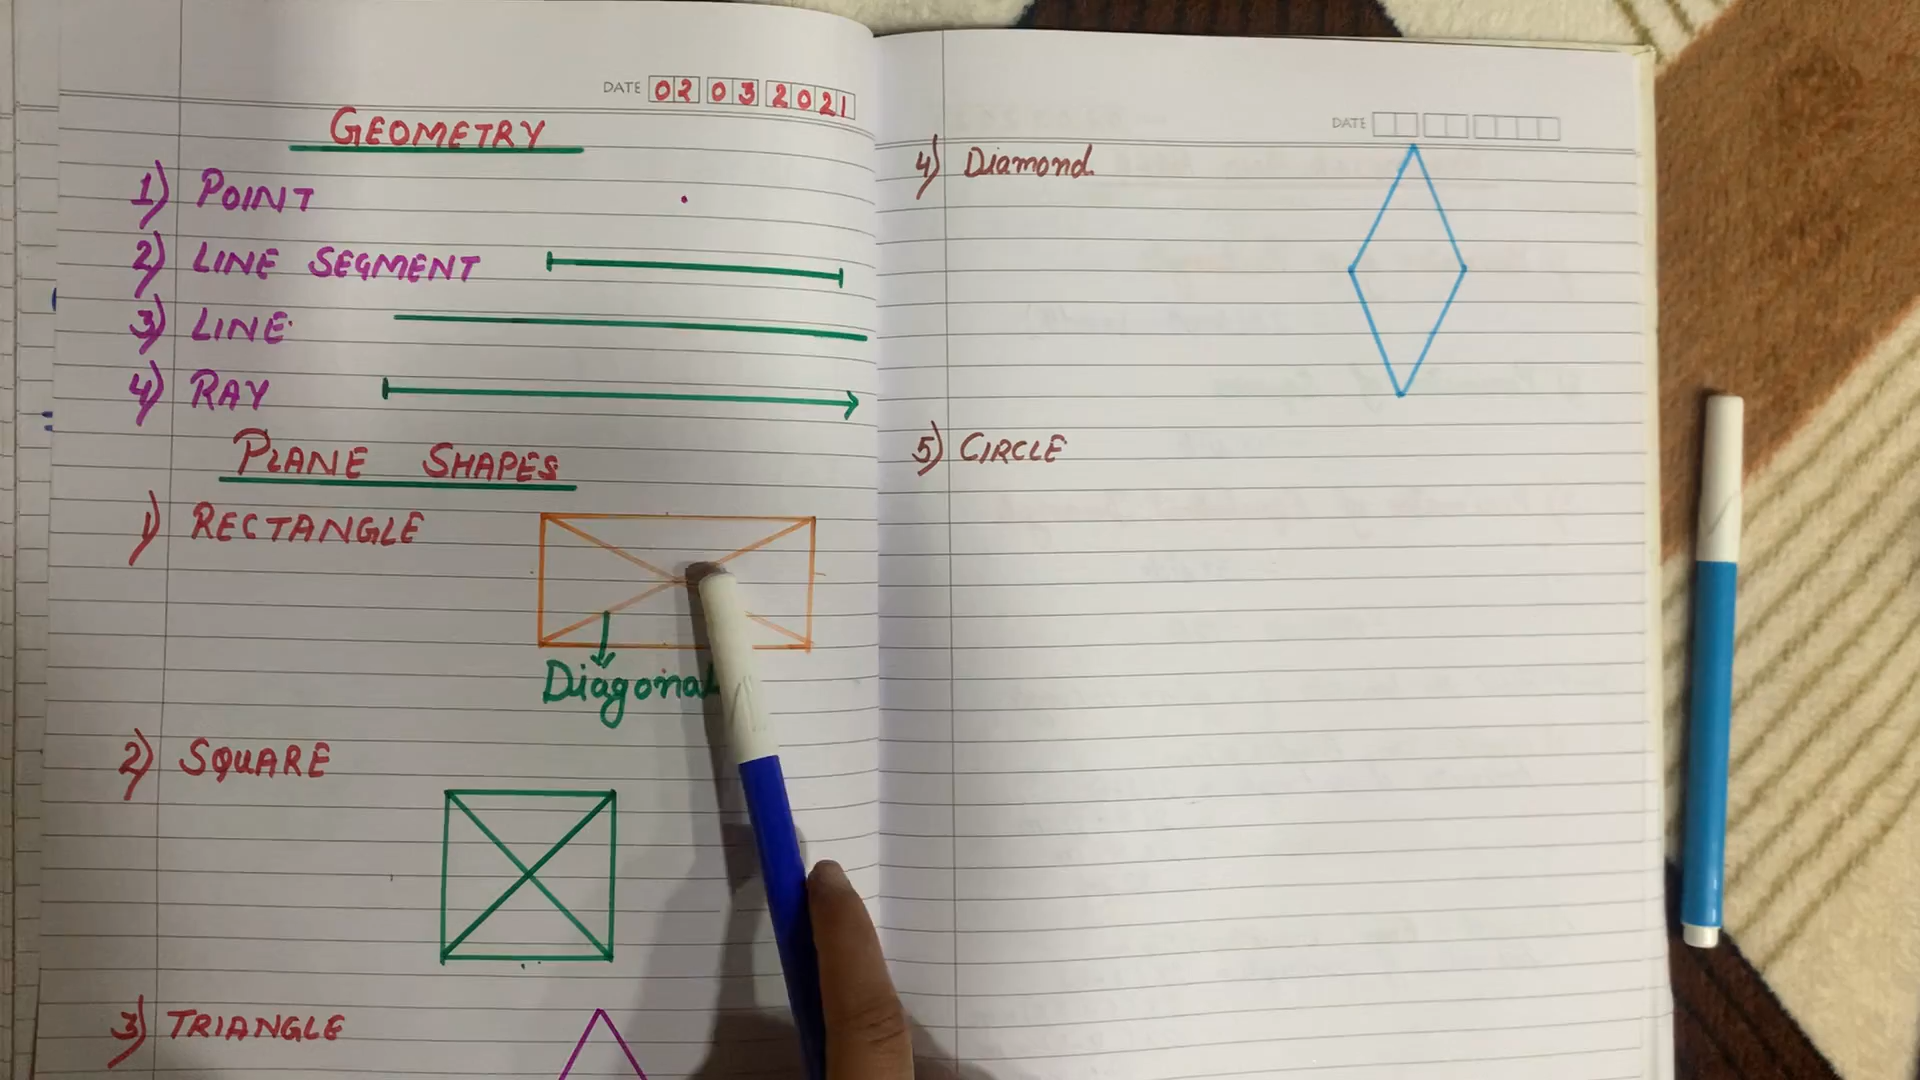 DATE 02 03 2021
GEOMETRY
1) POINT
2) LINE SEGMENT
3) LINE
4) RAY
PLANE SHAPES
1) RECTANGLE
Diagonal
2) SQUARE
3) TRIANGLE
DATE
4) Diamond
5) CIRCLE